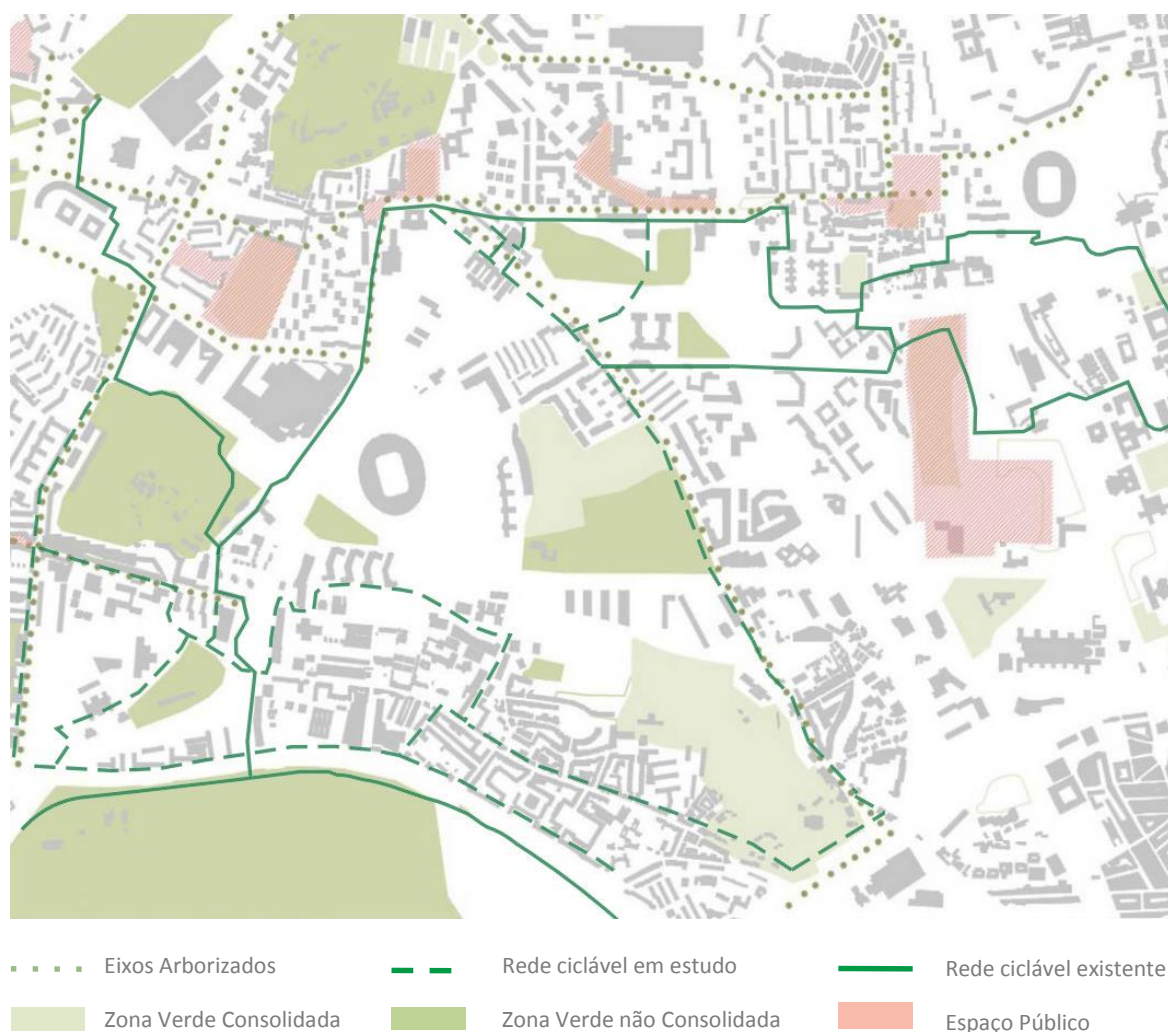 Eixos Arborizados
Rede ciclável em estudo
Rede ciclável existente
Zona Verde Consolidada
Zona Verde não Consolidada
Espaço Público